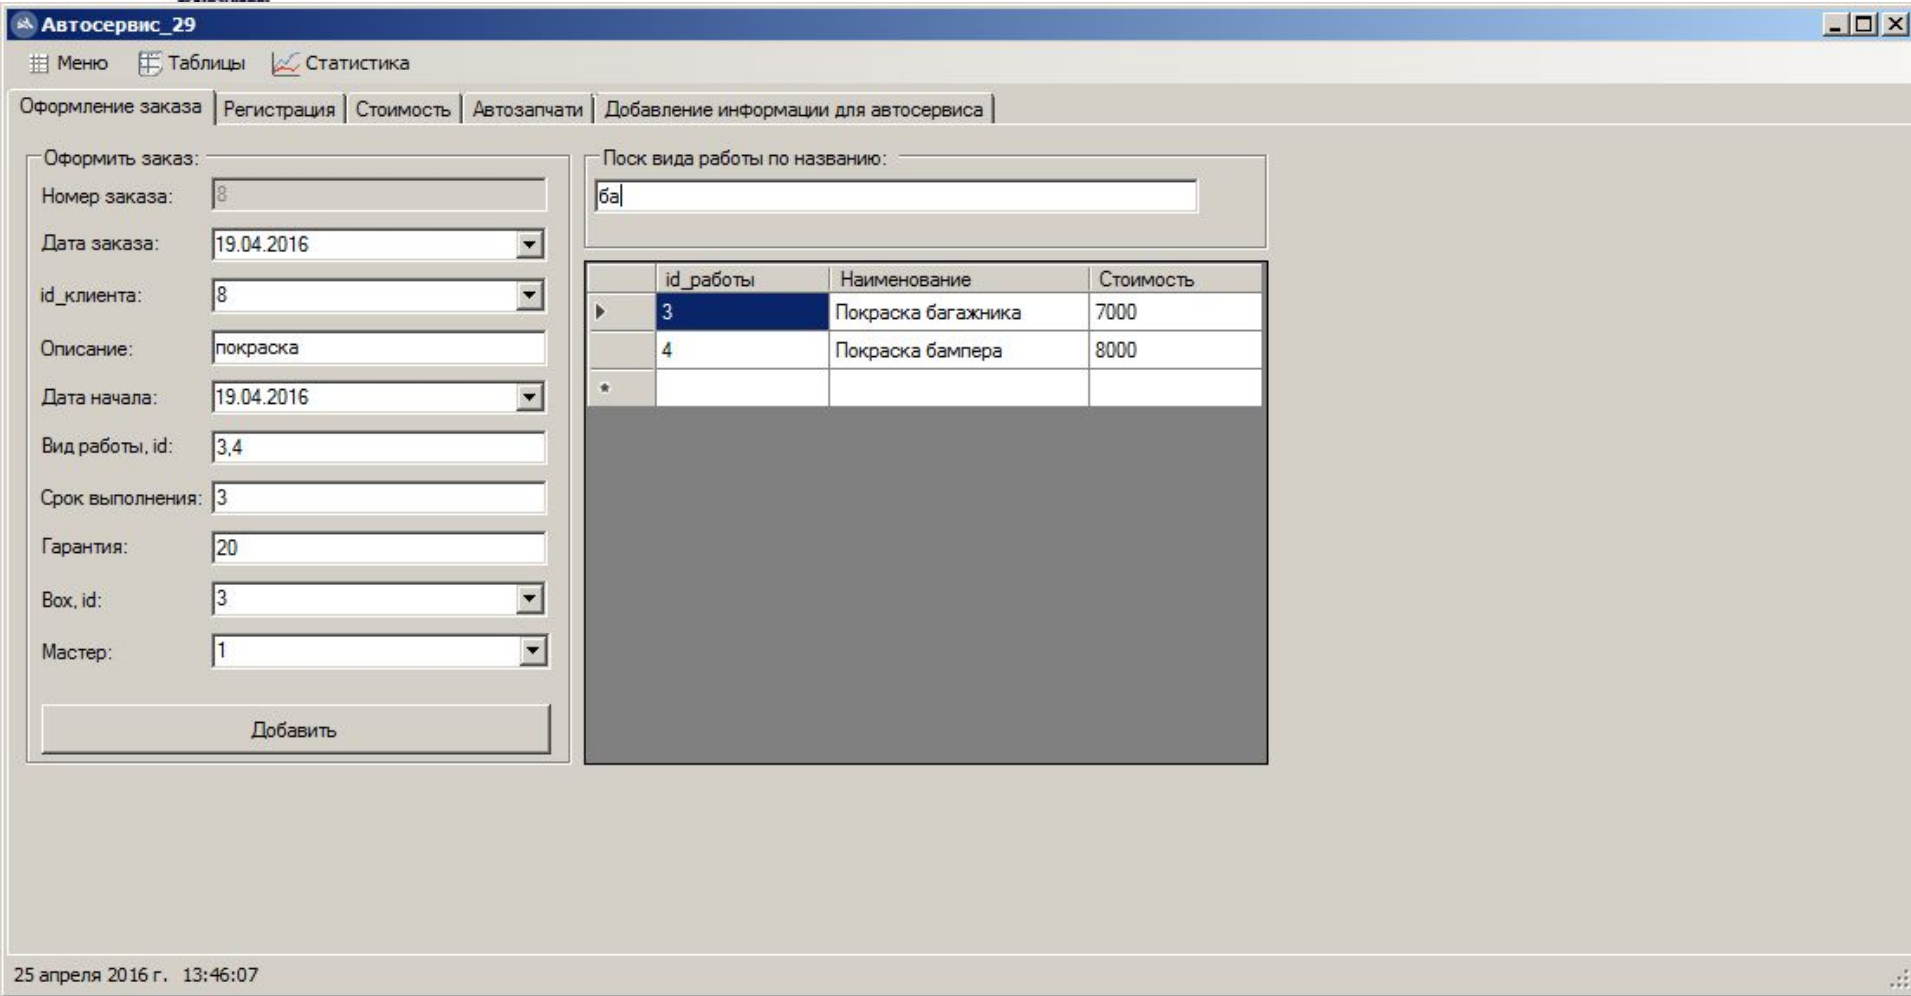 Автосервис_29
Меню Таблицы Статистика
Оформление заказа Регистрация Стоимость Автозапчати Добавление информации для автосервиса
Оформить заказ:
Номер заказа: 8
Дата заказа: 19.04.2016
id_клиента: 8
Описание: покраска
Дата начала: 19.04.2016
Вид работы, id: 3,4
Срок выполнения: 3
Гарантия: 20
Box, id: 3
Мастер: 1
Добавить
Поск вида работы по названию:
ба
id_работы Наименование Стоимость
3 Покраска багажника 7000
4 Покраска бампера 8000
25 апреля 2016 г. 13:46:07